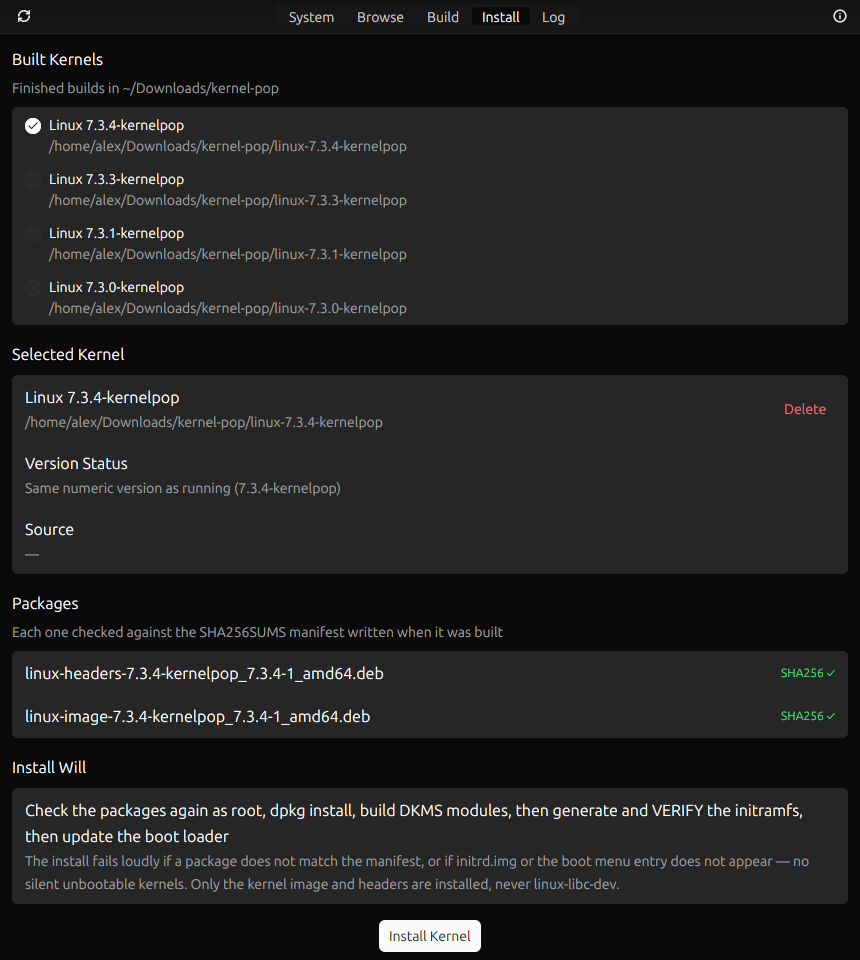 System Browse Build Install Log
Built Kernels
Finished builds in ~/Downloads/kernel-pop
Linux 7.3.4-kernelpop
/home/alex/Downloads/kernel-pop/linux-7.3.4-kernelpop
Linux 7.3.3-kernelpop
/home/alex/Downloads/kernel-pop/linux-7.3.3-kernelpop
Linux 7.3.1-kernelpop
/home/alex/Downloads/kernel-pop/linux-7.3.1-kernelpop
Linux 7.3.0-kernelpop
/home/alex/Downloads/kernel-pop/linux-7.3.0-kernelpop
Selected Kernel
Linux 7.3.4-kernelpop
/home/alex/Downloads/kernel-pop/linux-7.3.4-kernelpop
Delete
Version Status
Same numeric version as running (7.3.4-kernelpop)
Source
—
Packages
Each one checked against the SHA256SUMS manifest written when it was built
linux-headers-7.3.4-kernelpop_7.3.4-1_amd64.deb SHA256 ✓
linux-image-7.3.4-kernelpop_7.3.4-1_amd64.deb SHA256 ✓
Install Will
Check the packages again as root, dpkg install, build DKMS modules, then generate and VERIFY the initramfs,
then update the boot loader
The install fails loudly if a package does not match the manifest, or if initrd.img or the boot menu entry does not appear — no
silent unbootable kernels. Only the kernel image and headers are installed, never linux-libc-dev.
Install Kernel